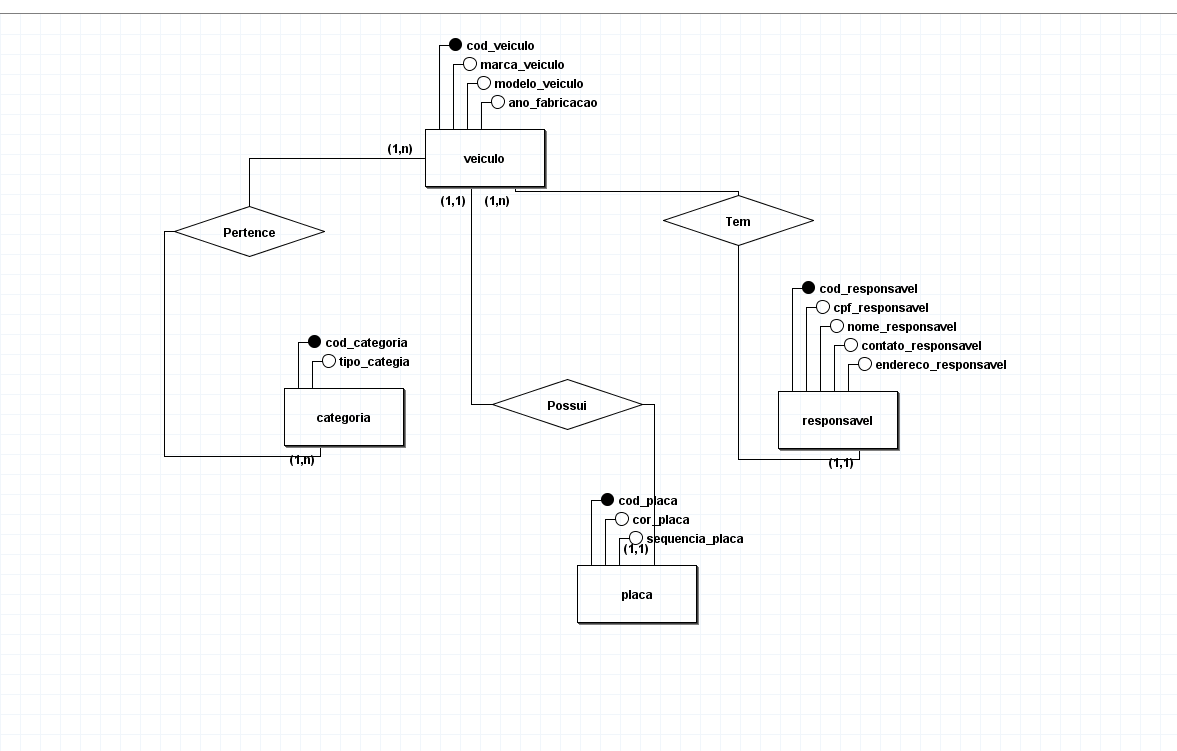 cod_veiculo
marca_veiculo
modelo_veiculo
ano_fabricacao
(1,n)
veiculo
(1,1)
(1,n)
Pertence
Tem
cod_responsavel
cpf_responsavel
nome_responsavel
contato_responsavel
endereco_responsavel
cod_categoria
tipo_categia
categoria
(1,n)
Possui
responsavel
(1,1)
cod_placa
cor_placa
sequencia_placa
(1,1)
placa